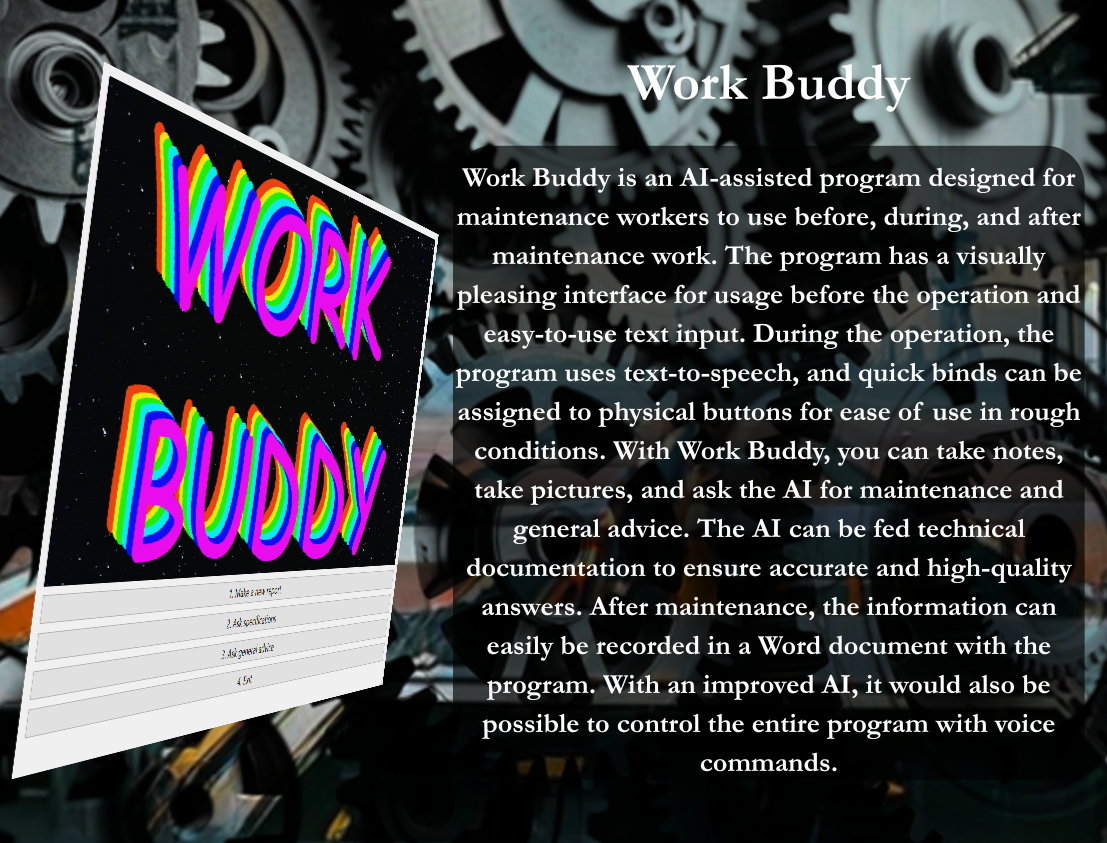 Work Buddy
WORK
BUDDY
1. Make a new report
2. Ask specifications
3. Ask general advice
4. Exit
Work Buddy is an AI-assisted program designed for
maintenance workers to use before, during, and after
maintenance work. The program has a visually
pleasing interface for usage before the operation and
easy-to-use text input. During the operation, the
program uses text-to-speech, and quick binds can be
assigned to physical buttons for ease of use in rough
conditions. With Work Buddy, you can take notes,
take pictures, and ask the AI for maintenance and
general advice. The AI can be fed technical
documentation to ensure accurate and high-quality
answers. After maintenance, the information can
easily be recorded in a Word document with the
program. With an improved AI, it would also be
possible to control the entire program with voice
commands.